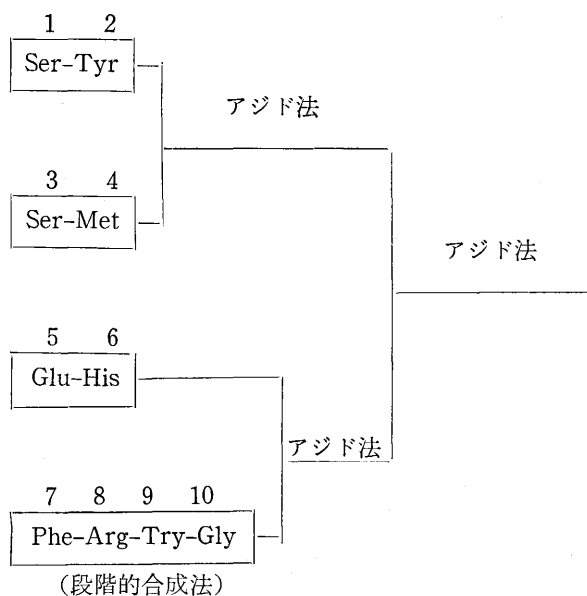 1 2
Ser-Tyr
アジド法
3 4
Ser-Met
アジド法
5 6
Glu-His
アジド法
7 8 9 10
Phe-Arg-Try-Gly
(段階的合成法)